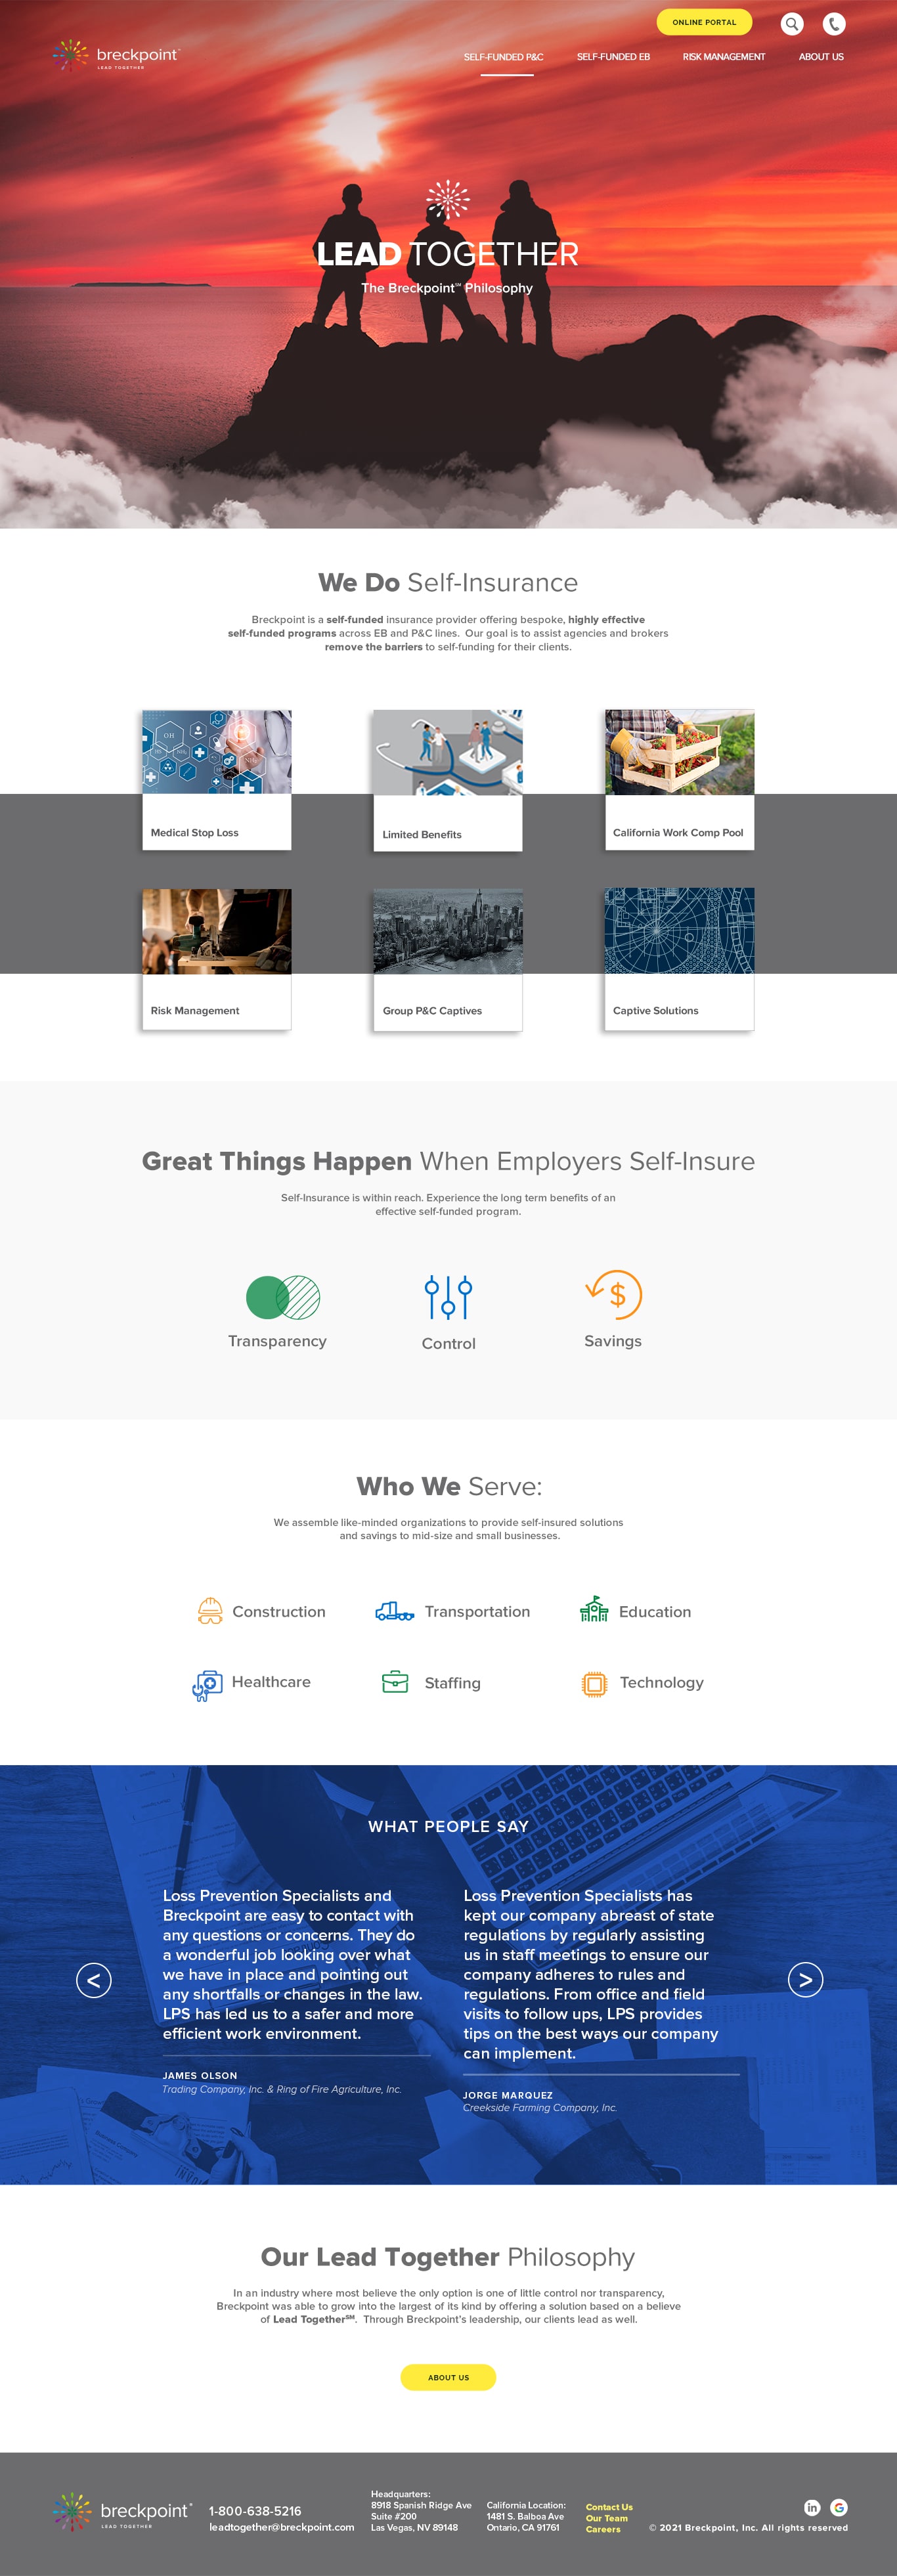 ONLINE PORTAL
breckpoint
LEAD TOGETHER
SELF-FUNDED P&C
SELF-FUNDED EB
RISK MANAGEMENT
ABOUT US
LEAD TOGETHER
The Breckpoint℠ Philosophy
We Do Self-Insurance
Breckpoint is a self-funded insurance provider offering bespoke, highly effective
self-funded programs across EB and P&C lines. Our goal is to assist agencies and brokers
remove the barriers to self-funding for their clients.
OH
Medical Stop Loss
Limited Benefits
California Work Comp Pool
Risk Management
Group P&C Captives
Captive Solutions
Great Things Happen When Employers Self-Insure
Self-Insurance is within reach. Experience the long term benefits of an
effective self-funded program.
$
Transparency
Control
Savings
Who We Serve:
We assemble like-minded organizations to provide self-insured solutions
and savings to mid-size and small businesses.
Construction
Transportation
Education
Healthcare
Staffing
Technology
WHAT PEOPLE SAY
Loss Prevention Specialists and
Breckpoint are easy to contact with
any questions or concerns. They do
a wonderful job looking over what
we have in place and pointing out
any shortfalls or changes in the law.
LPS has led us to a safer and more
efficient work environment.
JAMES OLSON
Trading Company, Inc. & Ring of Fire Agriculture, Inc.
Loss Prevention Specialists has
kept our company abreast of state
regulations by regularly assisting
us in staff meetings to ensure our
company adheres to rules and
regulations. From office and field
visits to follow ups, LPS provides
tips on the best ways our company
can implement.
JORGE MARQUEZ
Creekside Farming Company, Inc.
<
>
Our Lead Together Philosophy
In an industry where most believe the only option is one of little control nor transparency,
Breckpoint was able to grow into the largest of its kind by offering a solution based on a believe
of Lead Together℠. Through Breckpoint's leadership, our clients lead as well.
ABOUT US
breckpoint
LEAD TOGETHER
1-800-638-5216
leadtogether@breckpoint.com
Headquarters:
8918 Spanish Ridge Ave
Suite #200
Las Vegas, NV 89148
California Location:
1481 S. Balboa Ave
Ontario, CA 91761
Contact Us
Our Team
Careers
in
G
© 2021 Breckpoint, Inc. All rights reserved